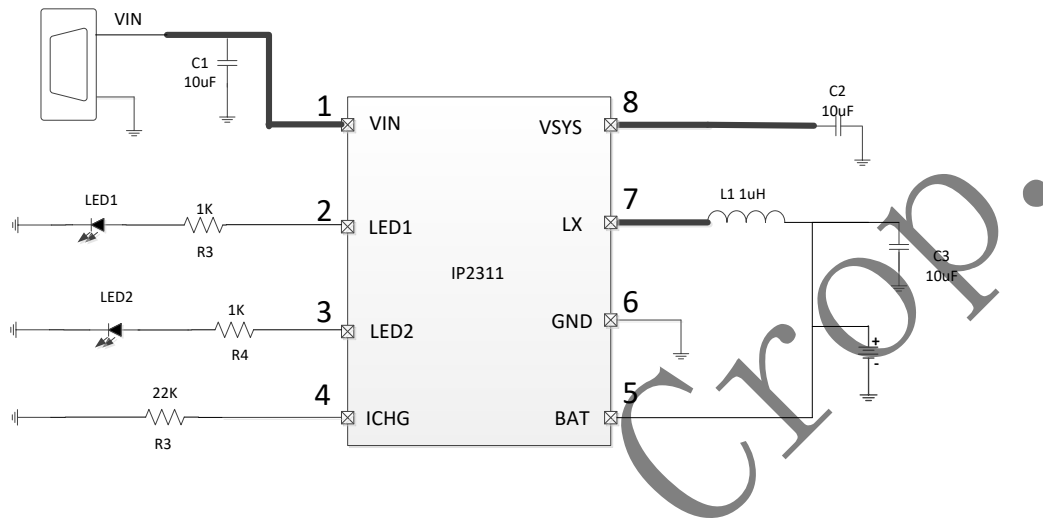 VIN
C1
10uF
1
VIN
VSYS
8
C2
10uF
LED1
1K
R3
2
LED1
LX
7
L1 1uH
C3
10uF
IP2311
LED2
1K
R4
3
LED2
GND
6
+
-
22K
R3
4
ICHG
BAT
5
Crop.